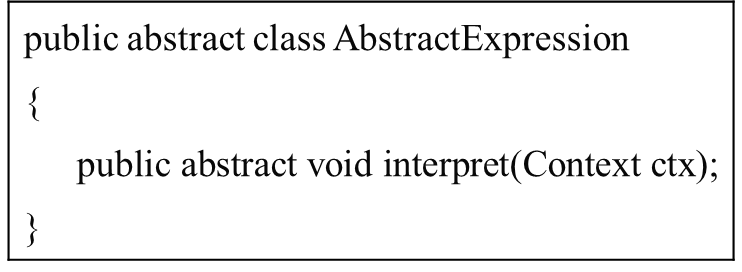 public abstract class AbstractExpression
{
public abstract void interpret(Context ctx);
}